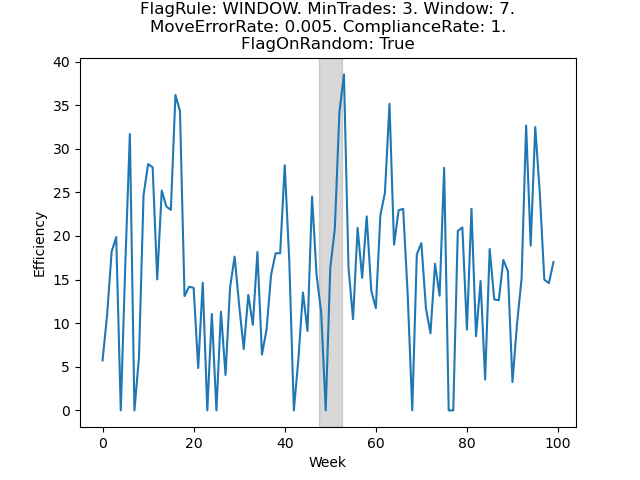 FlagRule: WINDOW. MinTrades: 3. Window: 7.
MoveErrorRate: 0.005. ComplianceRate: 1.
FlagOnRandom: True
40
35
30
25
20
15
10
5
0
Efficiency
0 20 40 60 80 100
Week